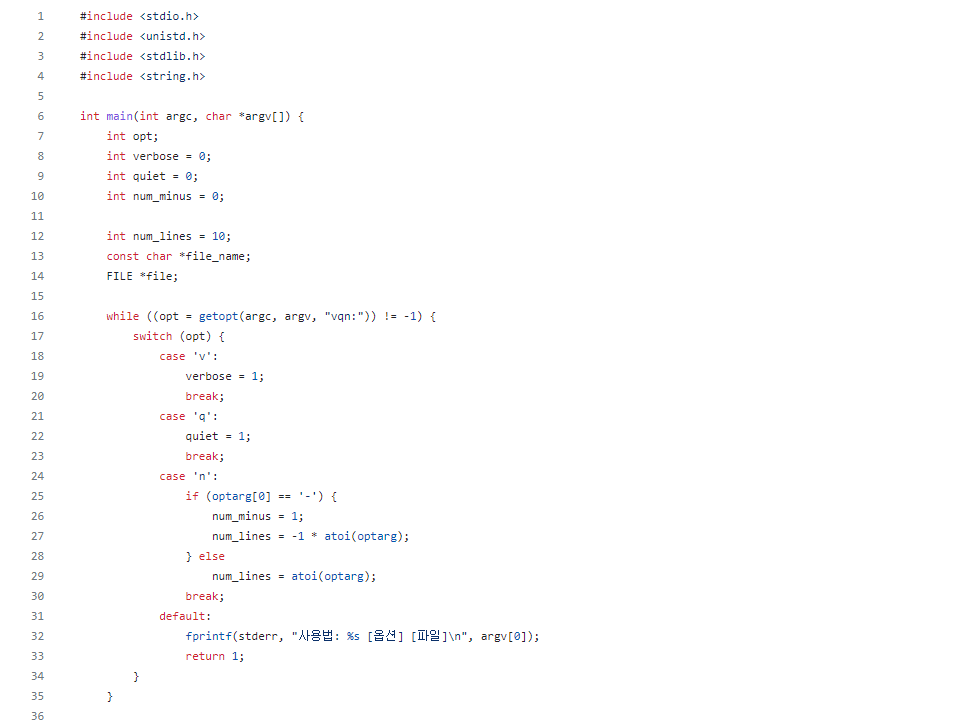 1 #include <stdio.h>
2 #include <unistd.h>
3 #include <stdlib.h>
4 #include <string.h>
5
6 int main(int argc, char *argv[]) {
7 int opt;
8 int verbose = 0;
9 int quiet = 0;
10 int num_minus = 0;
11
12 int num_lines = 10;
13 const char *file_name;
14 FILE *file;
15
16 while ((opt = getopt(argc, argv, "vqn:")) != -1) {
17 switch (opt) {
18 case 'v':
19 verbose = 1;
20 break;
21 case 'q':
22 quiet = 1;
23 break;
24 case 'n':
25 if (optarg[0] == '-') {
26 num_minus = 1;
27 num_lines = -1 * atoi(optarg);
28 } else
29 num_lines = atoi(optarg);
30 break;
31 default:
32 fprintf(stderr, "사용법: %s [옵션] [파일]\n", argv[0]);
33 return 1;
34 }
35 }
36